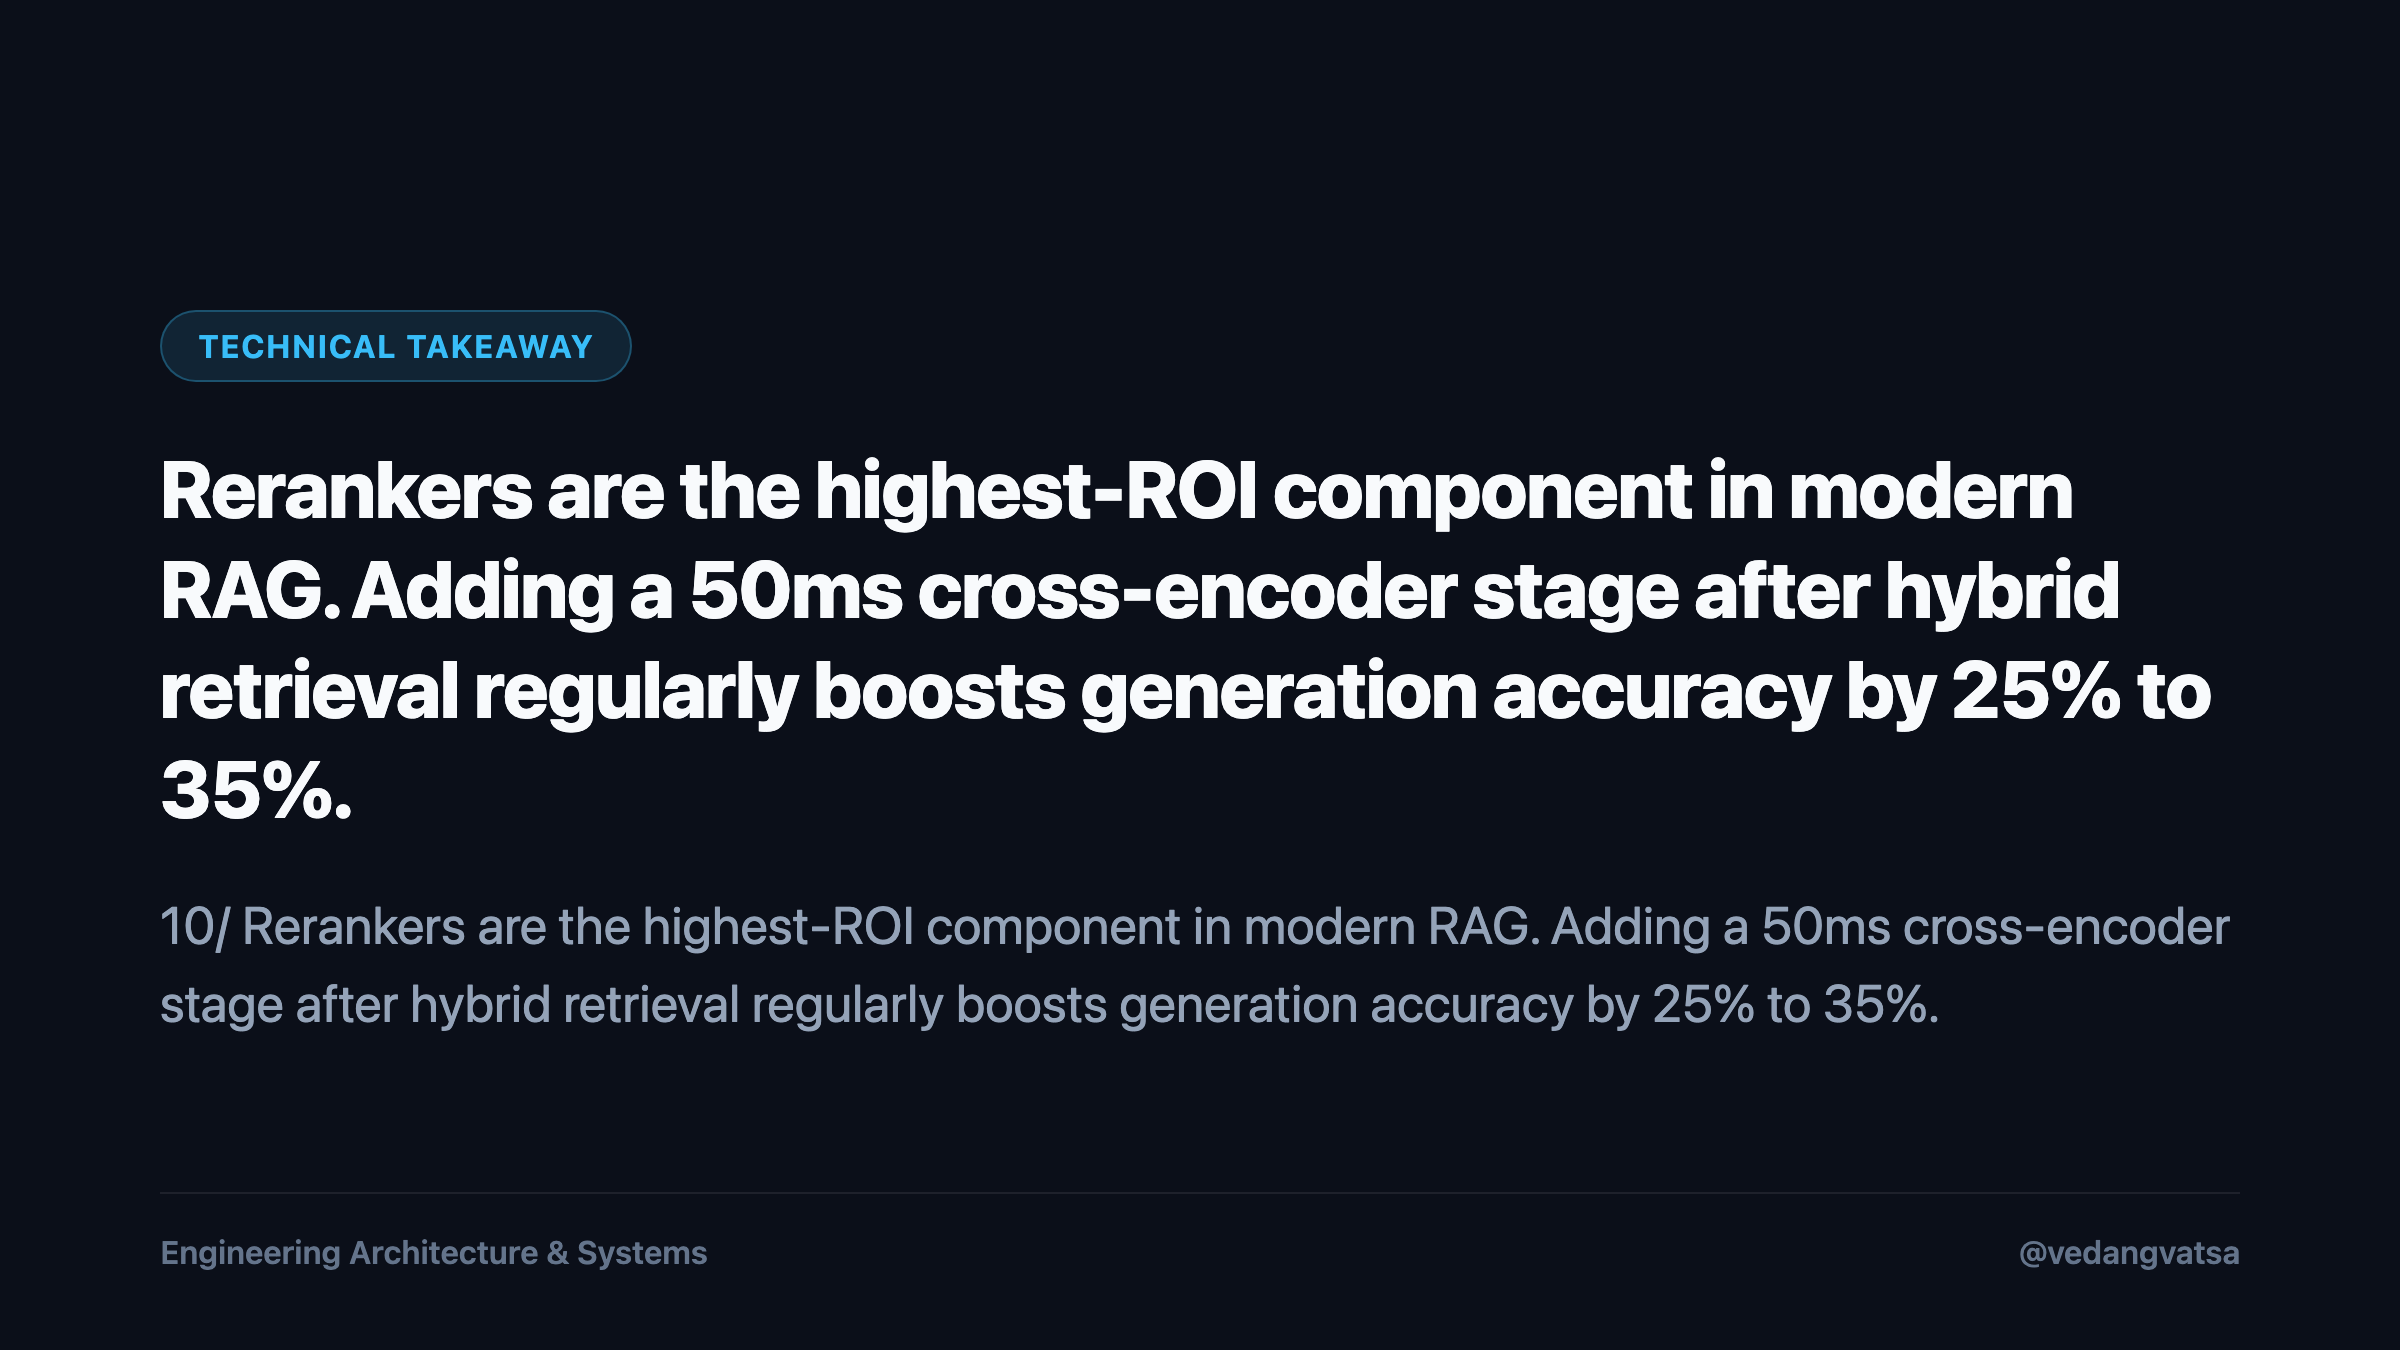 TECHNICAL TAKEAWAY
Rerankers are the highest-ROI component in modern
RAG. Adding a 50ms cross-encoder stage after hybrid
retrieval regularly boosts generation accuracy by 25% to
35%.
10/ Rerankers are the highest-ROI component in modern RAG. Adding a 50ms cross-encoder
stage after hybrid retrieval regularly boosts generation accuracy by 25% to 35%.
Engineering Architecture & Systems
@vedangvatsa